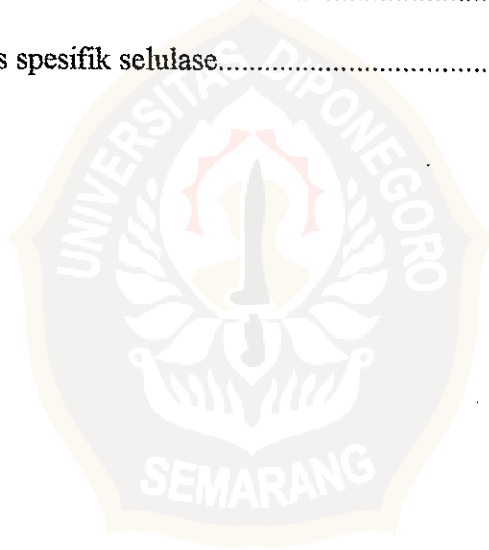 s spesifik selulase..................................
UNIVERSITAS DIPONEGORO
SEMARANG